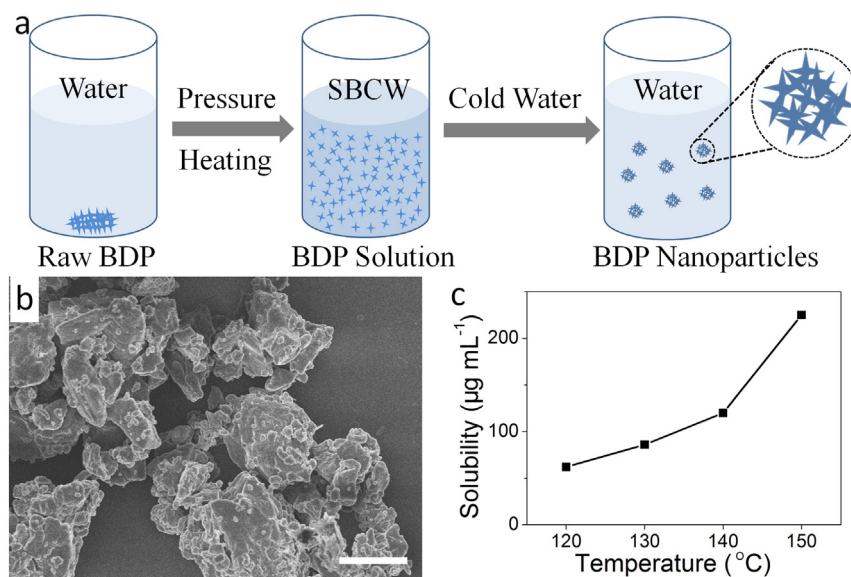 a
Water
Pressure
Heating
SBCW
Cold Water
Water
Raw BDP
BDP Solution
BDP Nanoparticles
b
c
Solubility (µg mL⁻¹)
200
100
0
120 130 140 150
Temperature (°C)